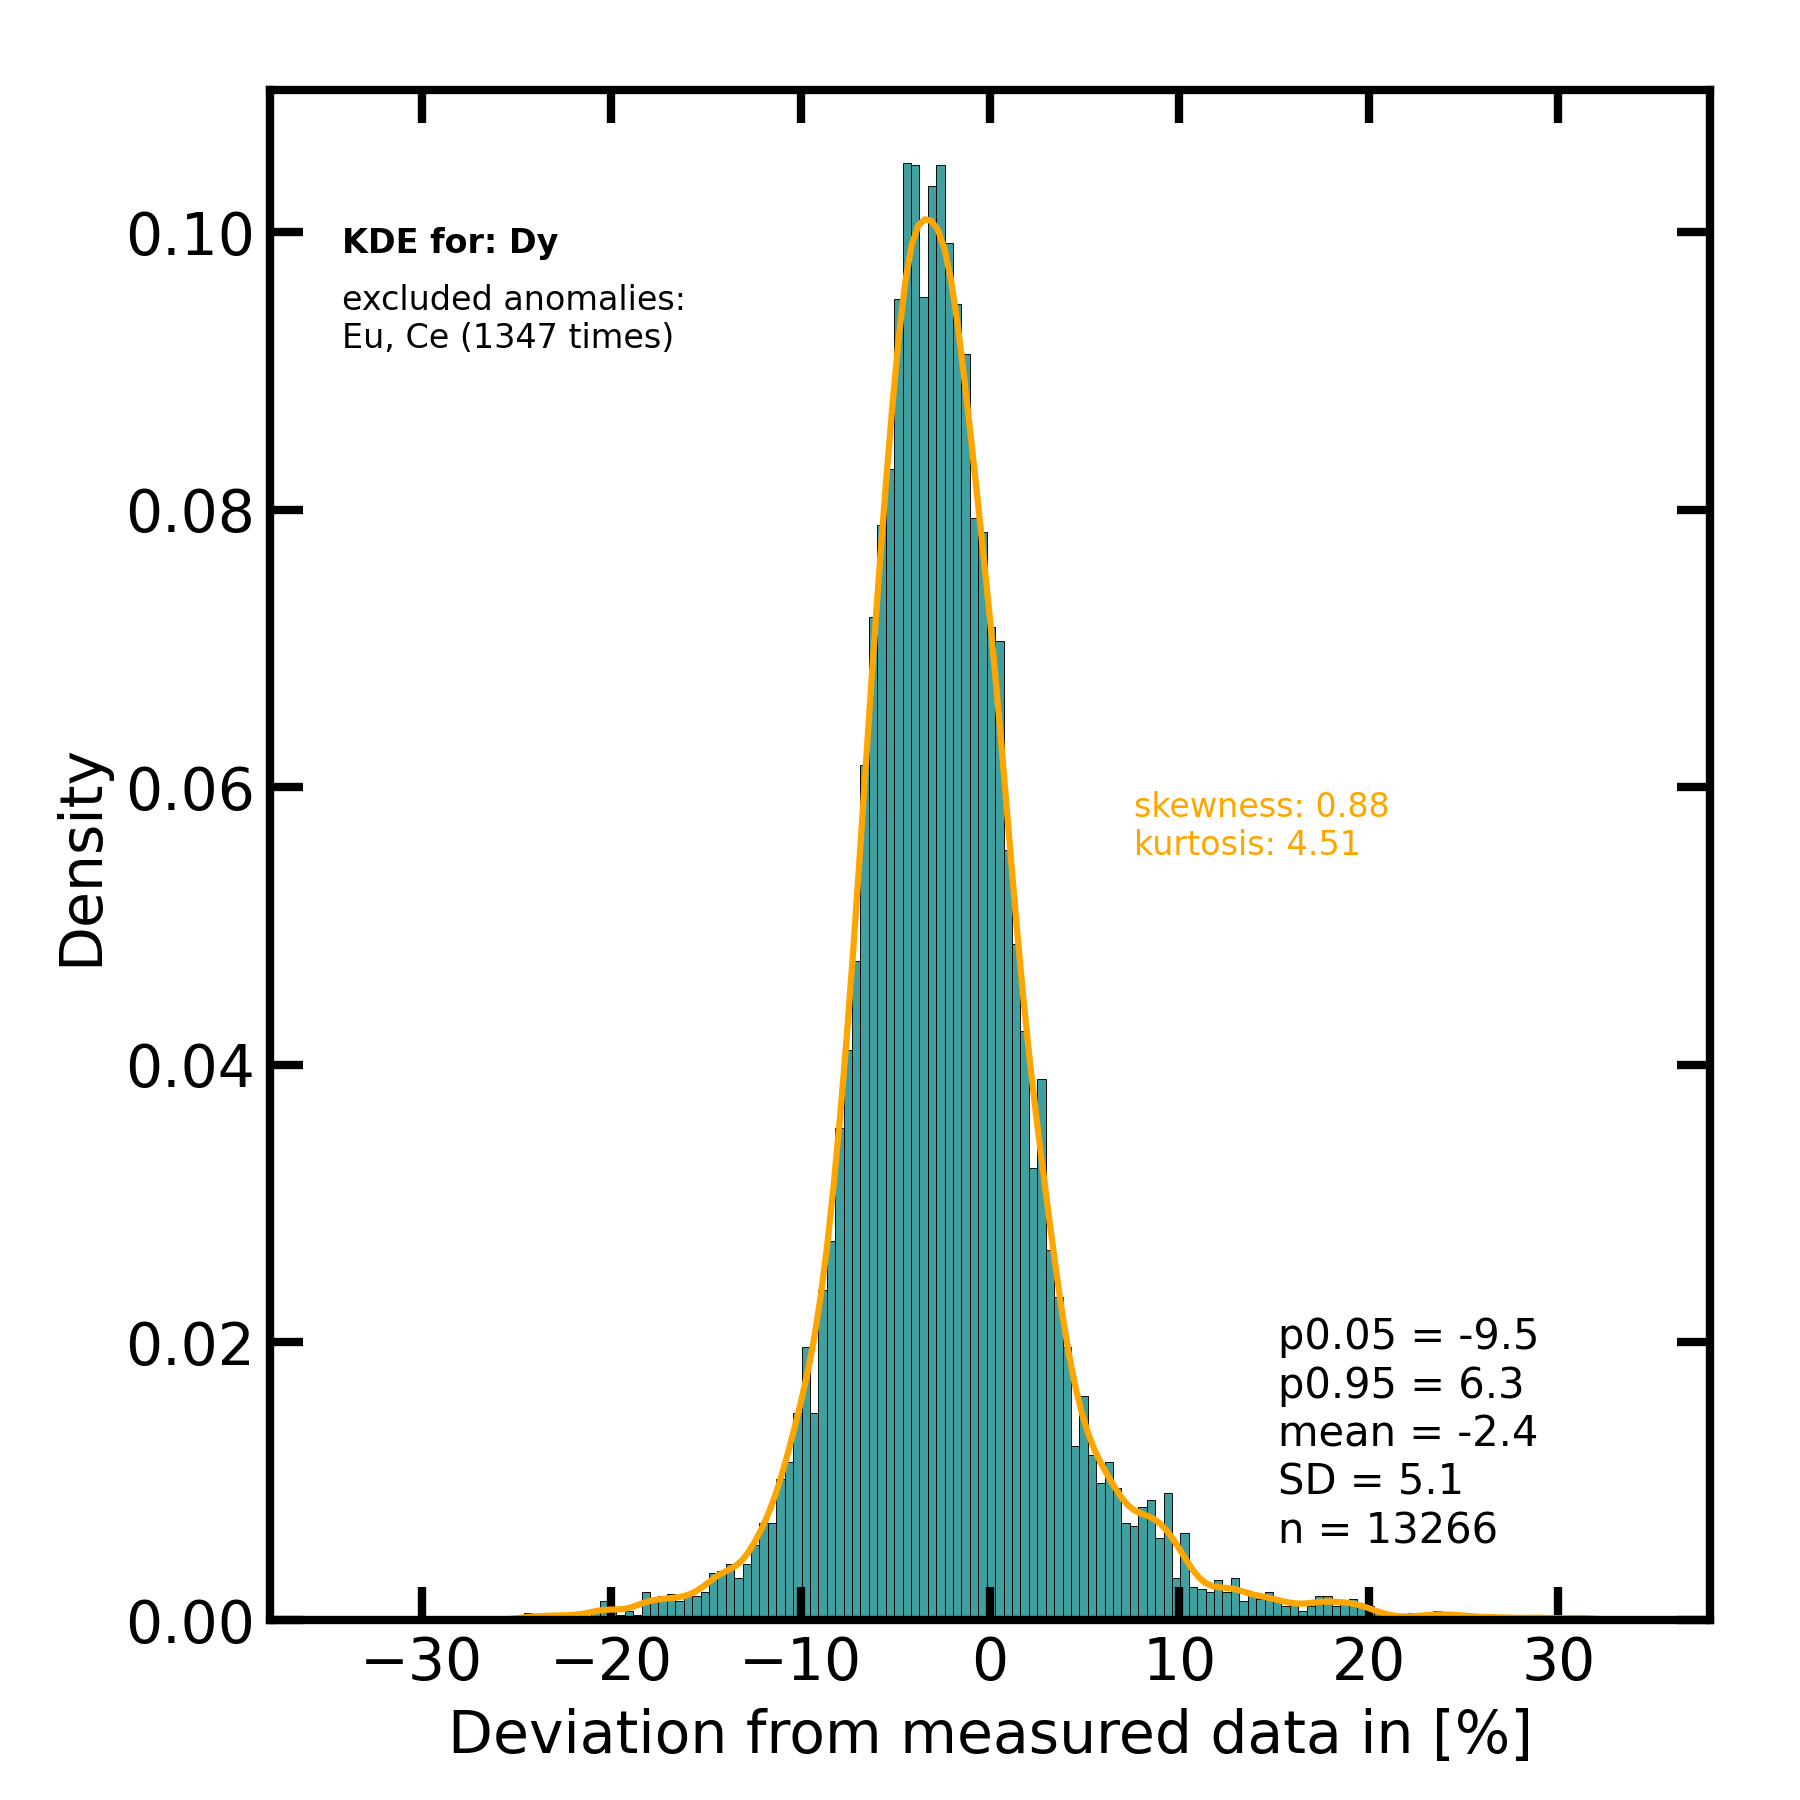 KDE for: Dy
excluded anomalies:
Eu, Ce (1347 times)
skewness: 0.88
kurtosis: 4.51
p0.05 = -9.5
p0.95 = 6.3
mean = -2.4
SD = 5.1
n = 13266
Density
0.10
0.08
0.06
0.04
0.02
0.00
−30 −20 −10 0 10 20 30
Deviation from measured data in [%]